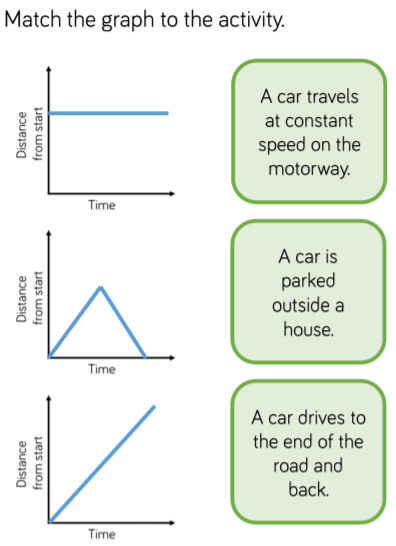 Match the graph to the activity.
Distance
from start
Time
A car travels
at constant
speed on the
motorway.
Distance
from start
Time
A car is
parked
outside a
house.
Distance
from start
Time
A car drives to
the end of the
road and
back.